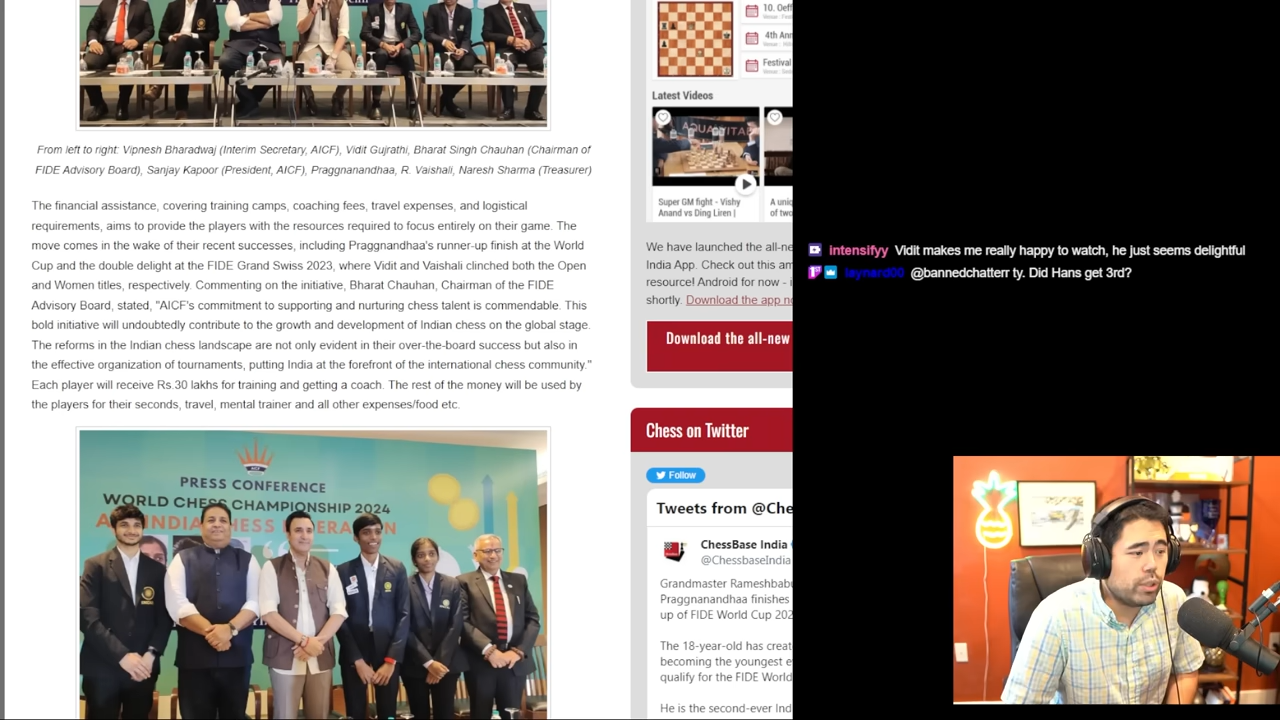 From left to right: Vipnesh Bharadwaj (Interim Secretary, AICF), Vidit Gujrathi, Bharat Singh Chauhan (Chairman of
FIDE Advisory Board), Sanjay Kapoor (President, AICF), Praggnanandhaa, R. Vaishali, Naresh Sharma (Treasurer)
The financial assistance, covering training camps, coaching fees, travel expenses, and logistical
requirements, aims to provide the players with the resources required to focus entirely on their game. The
move comes in the wake of their recent successes, including Praggnanandhaa's runner-up finish at the World
Cup and the double delight at the FIDE Grand Swiss 2023, where Vidit and Vaishali clinched both the Open
and Women titles, respectively. Commenting on the initiative, Bharat Chauhan, Chairman of the FIDE
Advisory Board, stated, "AICF's commitment to supporting and nurturing chess talent is commendable. This
bold initiative will undoubtedly contribute to the growth and development of Indian chess on the global stage.
The reforms in the Indian chess landscape are not only evident in their over-the-board success but also in
the effective organization of tournaments, putting India at the forefront of the international chess community."
Each player will receive Rs.30 lakhs for training and getting a coach. The rest of the money will be used by
the players for their seconds, travel, mental trainer and all other expenses/food etc.
PRESS CONFERENCE
WORLD CHESS CHAMPIONSHIP 2024
10. Oeff
4th Ann
Festival
Latest Videos
Super GM fight - Vishy
Anand vs Ding Liren |
A uniq
of two
We have launched the all-ne
India App. Check out this am
resource! Android for now - i
shortly. Download the app no
Download the all-new
Chess on Twitter
Follow
Tweets from @Che
ChessBase India
@ChessbaseIndia
Grandmaster Rameshbabu
Praggnanandhaa finishes
up of FIDE World Cup 202
The 18-year-old has creat
becoming the youngest e
qualify for the FIDE World
He is the second-ever Ind
intensifyy Vidit makes me really happy to watch, he just seems delightful
@bannedchatterr ty. Did Hans get 3rd?